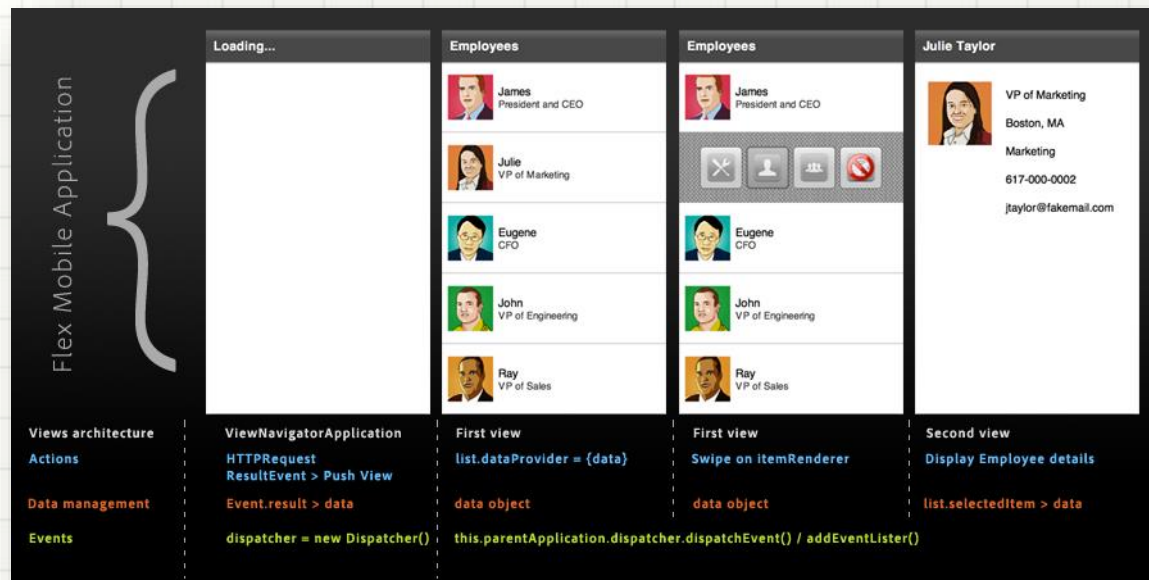 Flex Mobile Application
Loading...
Employees
James
President and CEO
Julie
VP of Marketing
Eugene
CFO
John
VP of Engineering
Ray
VP of Sales
Employees
James
President and CEO
Eugene
CFO
John
VP of Engineering
Ray
VP of Sales
Julie Taylor
VP of Marketing
Boston, MA
Marketing
617-000-0002
jtaylor@fakemail.com
Views architecture
ViewNavigatorApplication
First view
First view
Second view
Actions
HTTPRequest
ResultEvent > Push View
list.dataProvider = {data}
Swipe on itemRenderer
Display Employee details
Data management
Event.result > data
data object
data object
list.selectedItem > data
Events
dispatcher = new Dispatcher()
this.parentApplication.dispatcher.dispatchEvent() / addEventLister()